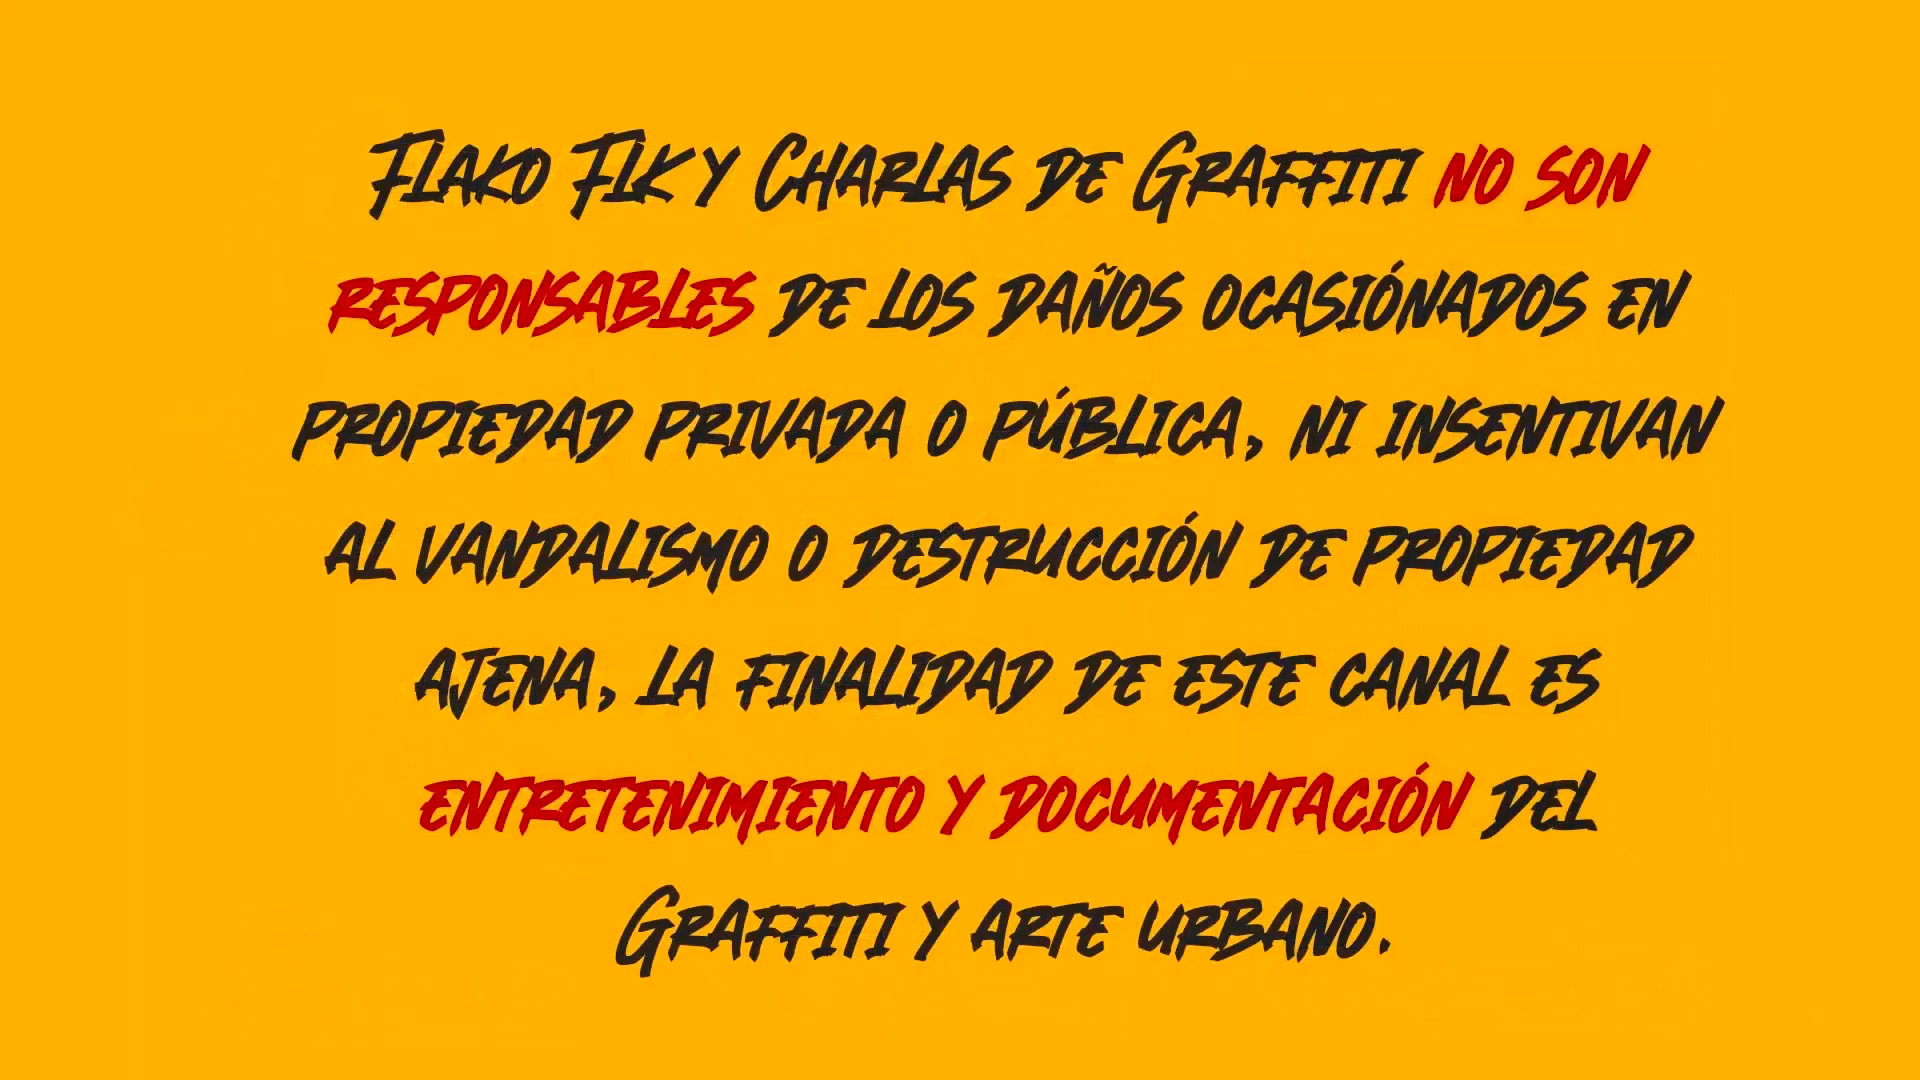 Flako Flk y Charlas de Graffiti no son
responsables de los daños ocasiónados en
propiedad privada o pública, ni insentivan
al vandalismo o destrucción de propiedad
ajena, la finalidad de este canal es
entretenimiento y documentación del
Graffiti y arte urbano.